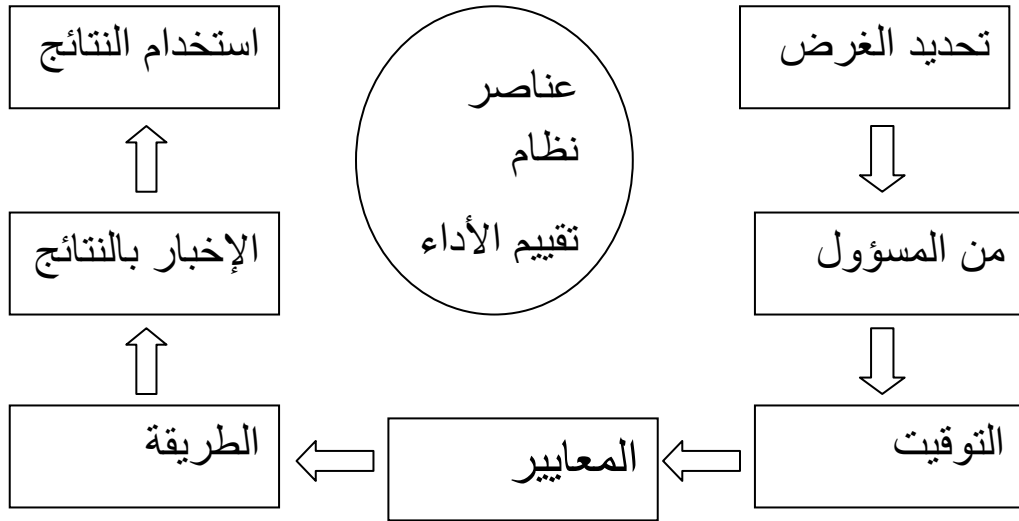 عناصر
نظام
تقييم الأداء
تحديد الغرض
من المسؤول
التوقيت
المعايير
الطريقة
الإخبار بالنتائج
استخدام النتائج